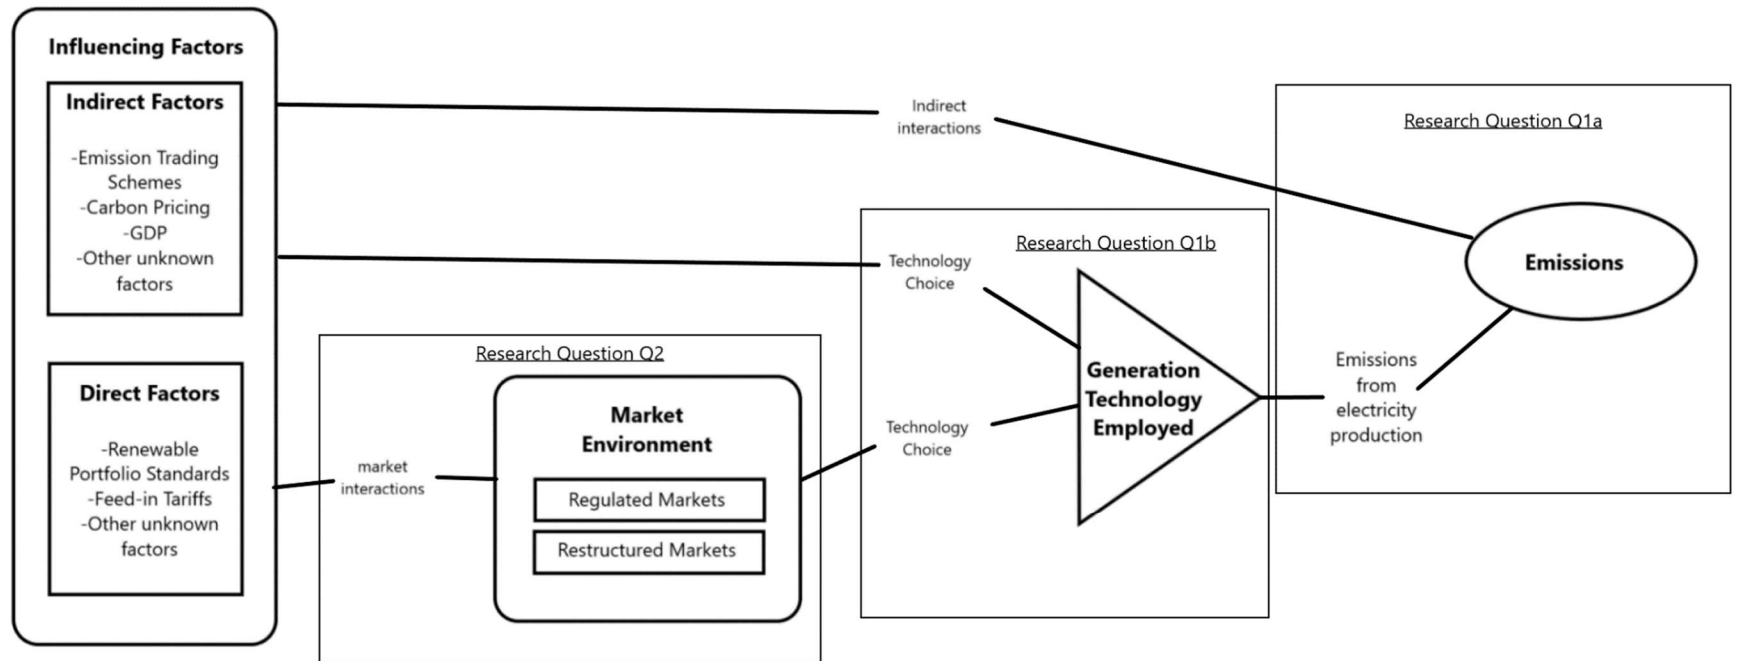 Influencing Factors
Indirect Factors
-Emission Trading
Schemes
-Carbon Pricing
-GDP
-Other unknown
factors
Direct Factors
-Renewable
Portfolio Standards
-Feed-in Tariffs
-Other unknown
factors
Research Question Q2
market
interactions
Market
Environment
Regulated Markets
Restructured Markets
Indirect
interactions
Research Question Q1b
Technology
Choice
Technology
Choice
Generation
Technology
Employed
Research Question Q1a
Emissions
Emissions
from
electricity
production